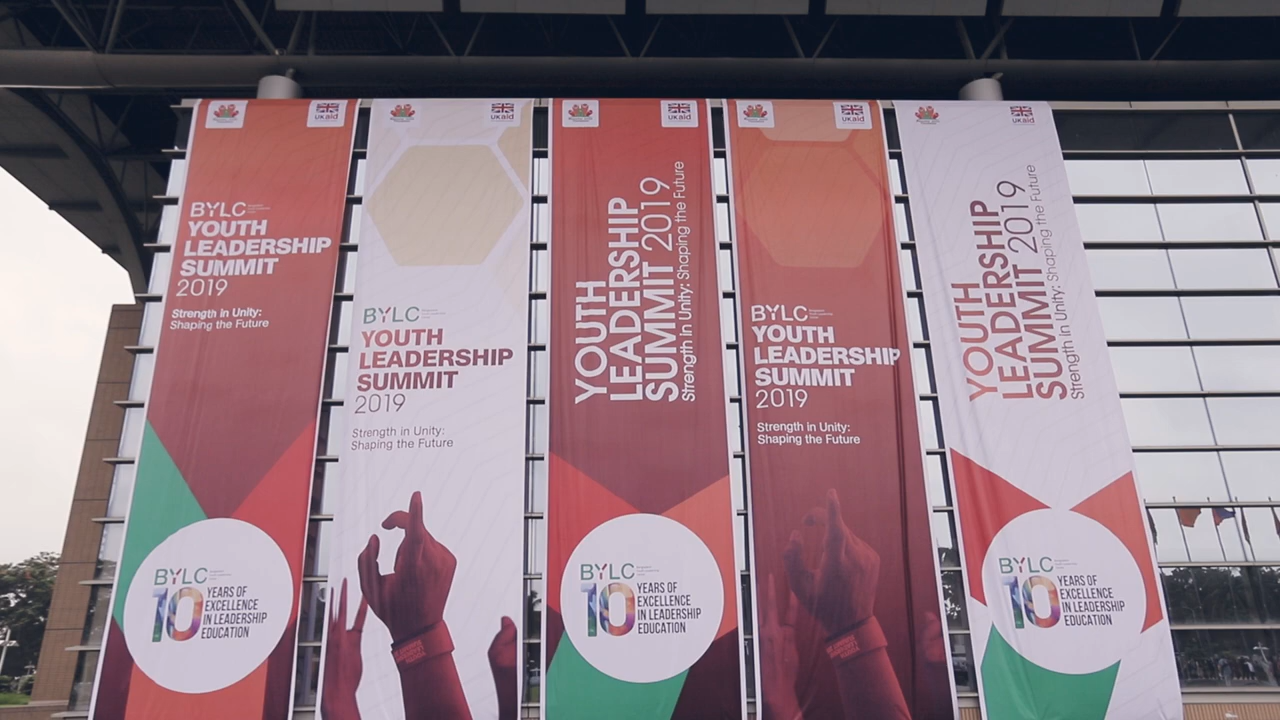 UKaid
BYLC
YOUTH
LEADERSHIP
SUMMIT
2019
Strength in Unity:
Shaping the Future
BYLC
10 YEARS OF
EXCELLENCE
IN LEADERSHIP
EDUCATION
UKaid
BYLC
YOUTH
LEADERSHIP
SUMMIT
2019
Strength in Unity:
Shaping the Future
UKaid
YOUTH
LEADERSHIP
SUMMIT 2019
Strength in Unity: Shaping the Future
BYLC
10 YEARS OF
EXCELLENCE
IN LEADERSHIP
EDUCATION
UKaid
BYLC
YOUTH
LEADERSHIP
SUMMIT
2019
Strength in Unity:
Shaping the Future
UKaid
YOUTH
LEADERSHIP
SUMMIT 2019
Strength in Unity: Shaping the Future
BYLC
10 YEARS OF
EXCELLENCE
IN LEADERSHIP
EDUCATION